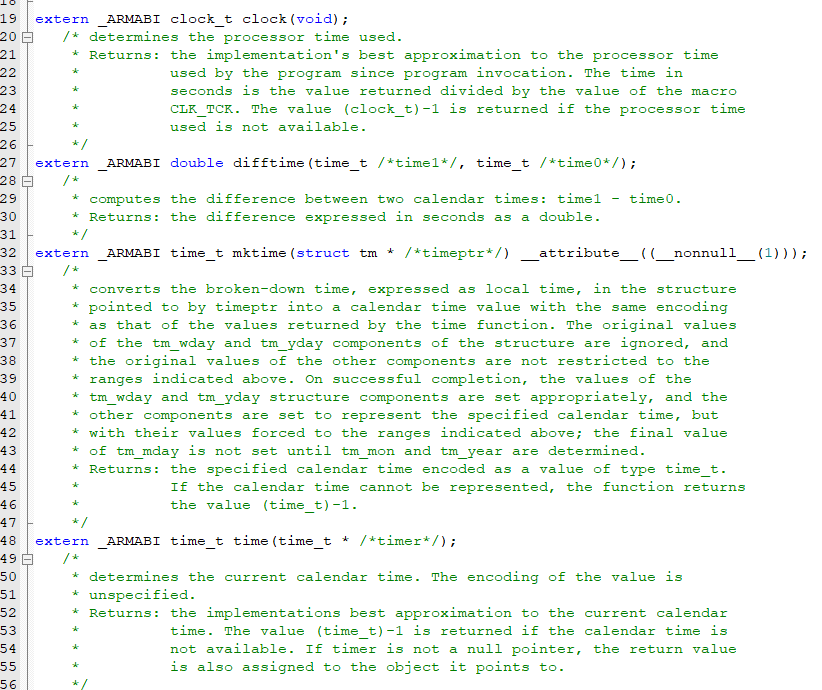 18
19 extern _ARMABI clock_t clock(void);
20 /* determines the processor time used.
21 * Returns: the implementation's best approximation to the processor time
22 * used by the program since program invocation. The time in
23 * seconds is the value returned divided by the value of the macro
24 * CLK_TCK. The value (clock_t)-1 is returned if the processor time
25 * used is not available.
26 */
27 extern _ARMABI double difftime(time_t /*time1*/, time_t /*time0*/);
28 /*
29 * computes the difference between two calendar times: time1 - time0.
30 * Returns: the difference expressed in seconds as a double.
31 */
32 extern _ARMABI time_t mktime(struct tm * /*timeptr*/) __attribute__((__nonnull__(1)));
33 /*
34 * converts the broken-down time, expressed as local time, in the structure
35 * pointed to by timeptr into a calendar time value with the same encoding
36 * as that of the values returned by the time function. The original values
37 * of the tm_wday and tm_yday components of the structure are ignored, and
38 * the original values of the other components are not restricted to the
39 * ranges indicated above. On successful completion, the values of the
40 * tm_wday and tm_yday structure components are set appropriately, and the
41 * other components are set to represent the specified calendar time, but
42 * with their values forced to the ranges indicated above; the final value
43 * of tm_mday is not set until tm_mon and tm_year are determined.
44 * Returns: the specified calendar time encoded as a value of type time_t.
45 * If the calendar time cannot be represented, the function returns
46 * the value (time_t)-1.
47 */
48 extern _ARMABI time_t time(time_t * /*timer*/);
49 /*
50 * determines the current calendar time. The encoding of the value is
51 * unspecified.
52 * Returns: the implementations best approximation to the current calendar
53 * time. The value (time_t)-1 is returned if the calendar time is
54 * not available. If timer is not a null pointer, the return value
55 * is also assigned to the object it points to.
56 */